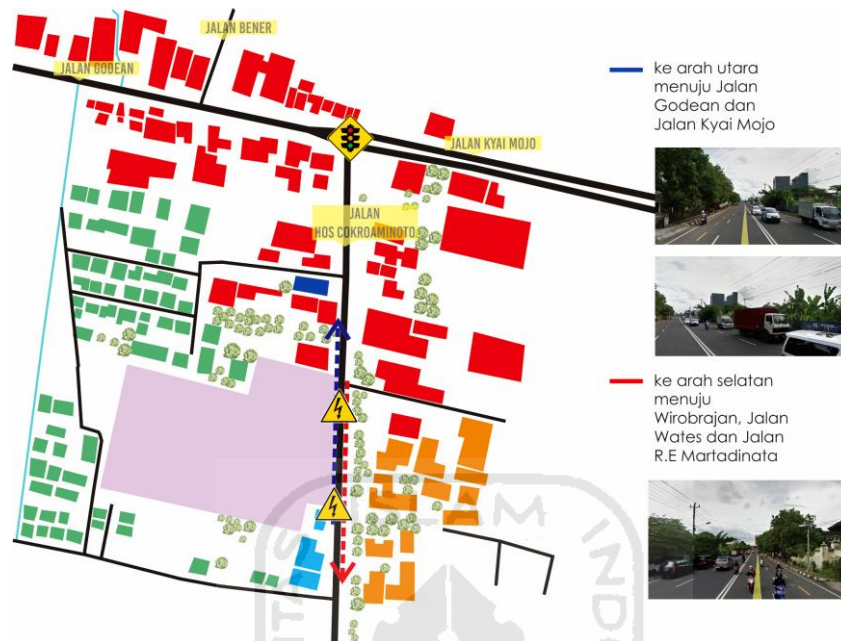 JALAN BENER
JALAN GODEAN
JALAN KYAI MOJO
JALAN
HOS COKROAMINOTO
ke arah utara
menuju Jalan
Godean dan
Jalan Kyai Mojo
ke arah selatan
menuju
Wirobrajan, Jalan
Wates dan Jalan
R.E Martadinata
ISLAM